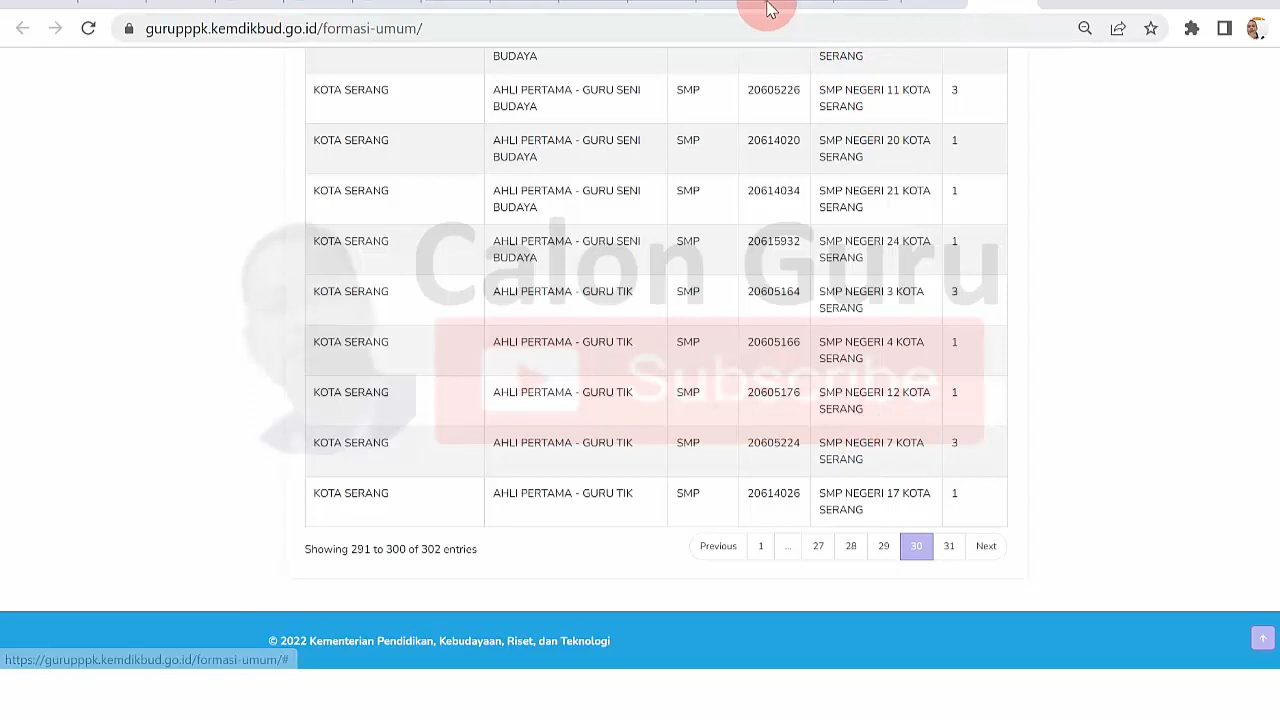 gurupppk.kemdikbud.go.id/formasi-umum/
BUDAYA SERANG
KOTA SERANG AHLI PERTAMA - GURU SENI SMP 20605226 SMP NEGERI 11 KOTA 3
BUDAYA SERANG
KOTA SERANG AHLI PERTAMA - GURU SENI SMP 20614020 SMP NEGERI 20 KOTA 1
BUDAYA SERANG
KOTA SERANG AHLI PERTAMA - GURU SENI SMP 20614034 SMP NEGERI 21 KOTA 1
BUDAYA SERANG
KOTA SERANG AHLI PERTAMA - GURU SENI SMP 20615932 SMP NEGERI 24 KOTA 1
BUDAYA SERANG
Calon Guru
KOTA SERANG AHLI PERTAMA - GURU TIK SMP 20605164 SMP NEGERI 3 KOTA 3
SERANG
KOTA SERANG AHLI PERTAMA - GURU TIK SMP 20605166 SMP NEGERI 4 KOTA 1
SERANG
Subscribe
KOTA SERANG AHLI PERTAMA - GURU TIK SMP 20605176 SMP NEGERI 12 KOTA 1
SERANG
KOTA SERANG AHLI PERTAMA - GURU TIK SMP 20605224 SMP NEGERI 7 KOTA 3
SERANG
KOTA SERANG AHLI PERTAMA - GURU TIK SMP 20614026 SMP NEGERI 17 KOTA 1
SERANG
Showing 291 to 300 of 302 entries Previous 1 ... 27 28 29 30 31 Next
© 2022 Kementerian Pendidikan, Kebudayaan, Riset, dan Teknologi
https://gurupppk.kemdikbud.go.id/formasi-umum/#